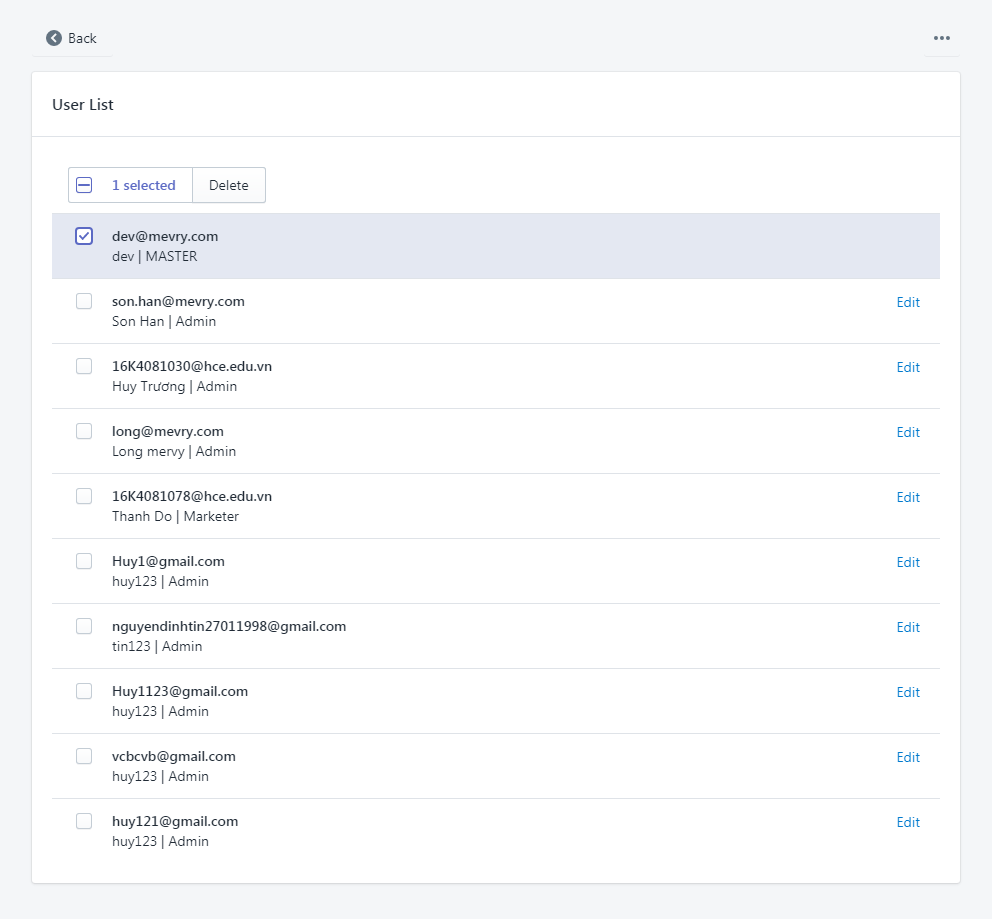 Back
User List
1 selected
Delete
dev@mevry.com
dev | MASTER
son.han@mevry.com
Edit
Son Han | Admin
16K4081030@hce.edu.vn
Edit
Huy Trương | Admin
long@mevry.com
Edit
Long mervy | Admin
16K4081078@hce.edu.vn
Edit
Thanh Do | Marketer
Huy1@gmail.com
Edit
huy123 | Admin
nguyendinhtin27011998@gmail.com
Edit
tin123 | Admin
Huy1123@gmail.com
Edit
huy123 | Admin
vcbcvb@gmail.com
Edit
huy123 | Admin
huy121@gmail.com
Edit
huy123 | Admin